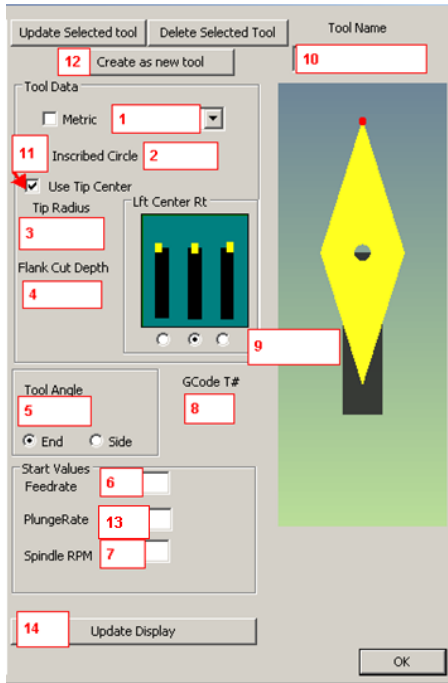 Update Selected tool Delete Selected Tool Tool Name
12 Create as new tool 10
Tool Data
Metric 1
11 Inscribed Circle 2
Use Tip Center
Tip Radius Lft Center Rt
3
Flank Cut Depth
4
9
Tool Angle GCode T#
5 8
End Side
Start Values
Feedrate 6
PlungeRate 13
Spindle RPM 7
14 Update Display
OK